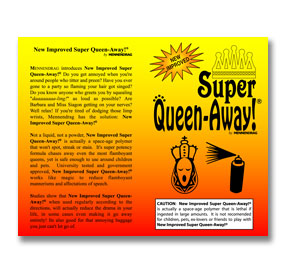 New Improved Super Queen-Away!®
by MENNENDRAG
MENNENDRAG introduces New Improved Super
Queen-Away!® Do you get annoyed when you're
around people who titter and preen? Have you ever
gone to a party so flaming your hair got singed?
Do you know anyone who greets you by squealing
as loud as possible? Are
Barbara and Miss Siagon getting on your nerves?
Well relax! If you're tired of dodging those limp
wrists, Mennendrag has the solution: New
Improved Super Queen-Away!®
Not a liquid, not a powder, New Improved Super
Queen-Away!® is actually a space-age polymer
that won't spot, streak or stain. It's super potency
formula chases away even the most flamboyant
queens, yet is safe enough to use around children
and pets. University tested and government
approved, New Improved Super Queen-Away!®
works like magic to reduce flamboyant
mannerisms and affectations of speech.
Studies show that New Improved Super Queen-
Away!® when used regularly according to the
directions, will actually reduce the drama in your
life, in some cases even making it go away
entirely! Its also good for that annoying buggage
you just can't let go of.
NEW
IMPROVED
Super
Queen-Away!®
by MENNENDRAG
CAUTION New Improved Super Queen-Away!®
is actually a space-age polymer that is lethal if
ingested in large amounts. It is not recommended
for children, pets, ex-lovers or friends to play with
New Improved Super Queen-Away!®